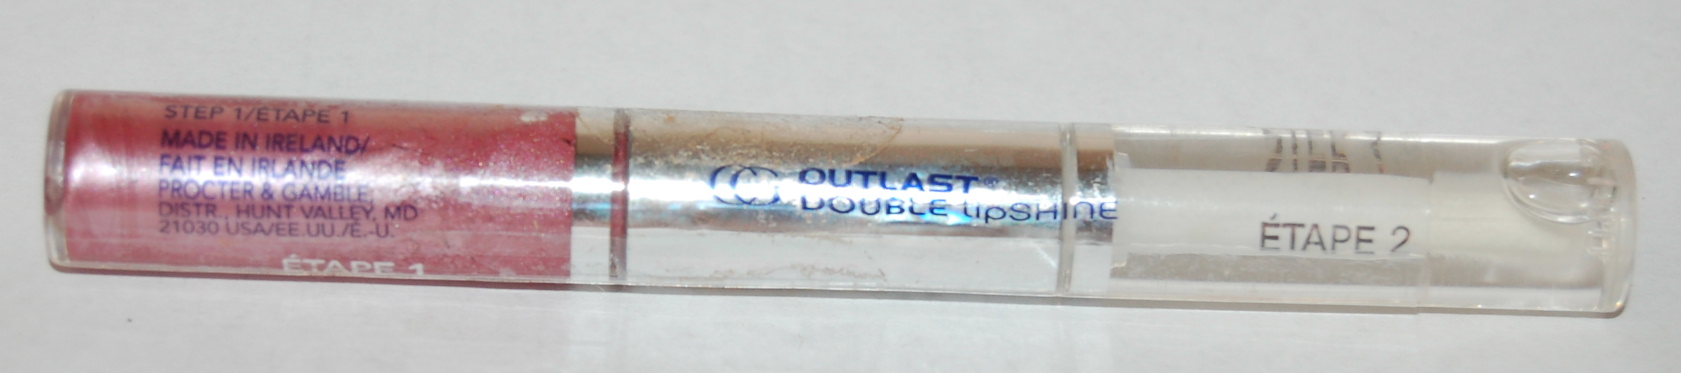 STEP 1/ÉTAPE 1
MADE IN IRELAND/
FAIT EN IRLANDE
PROCTER & GAMBLE,
DISTR., HUNT VALLEY, MD
21030 USA/EE.UU./É.-U.
ÉTAPE 1
OUTLAST®
DOUBLE lipSHINE
ÉTAPE 2